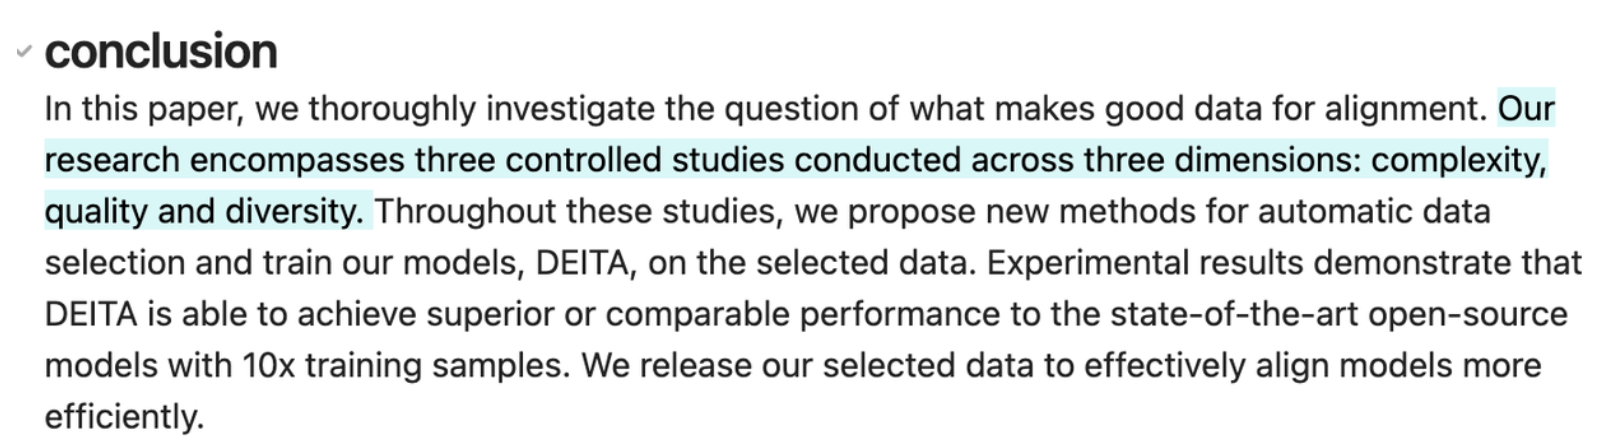 conclusion
In this paper, we thoroughly investigate the question of what makes good data for alignment. Our
research encompasses three controlled studies conducted across three dimensions: complexity,
quality and diversity. Throughout these studies, we propose new methods for automatic data
selection and train our models, DEITA, on the selected data. Experimental results demonstrate that
DEITA is able to achieve superior or comparable performance to the state-of-the-art open-source
models with 10x training samples. We release our selected data to effectively align models more
efficiently.